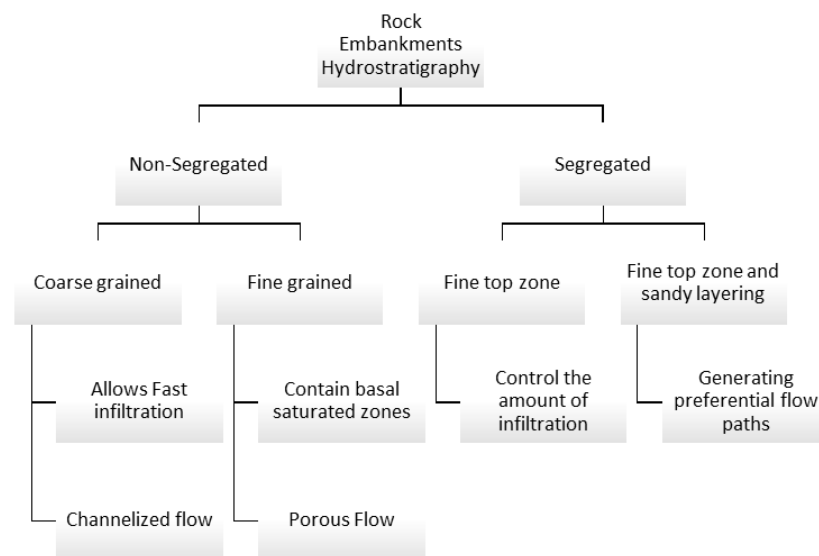 Rock
Embankments
Hydrostratigraphy
Non-Segregated
Segregated
Coarse grained
Fine grained
Fine top zone
Fine top zone and
sandy layering
Allows Fast
infiltration
Contain basal
saturated zones
Control the
amount of
infiltration
Generating
preferential flow
paths
Channelized flow
Porous Flow